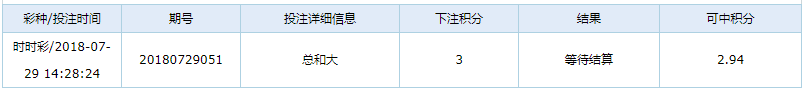 彩种/投注时间 期号 投注详细信息 下注积分 结果 可中积分
时时彩/2018-07-
29 14:28:24 20180729051 总和大 3 等待结算 2.94